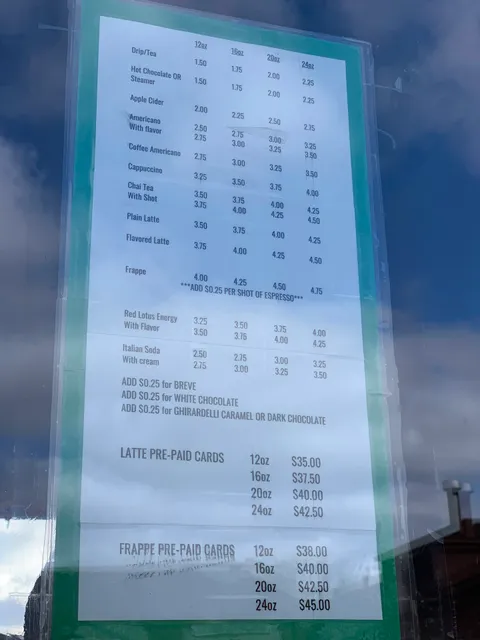 12oz 16oz 20oz 24oz
Drip/Tea 1.50 1.75 2.00 2.25
Hot Chocolate OR
Steamer 1.50 1.75 2.00 2.25
Apple Cider 2.00 2.25 2.50 2.75
Americano 2.50 2.75 3.00 3.25
With flavor 2.75 3.00 3.25 3.50
Coffee Americano 2.75 3.00 3.25 3.50
Cappuccino 3.25 3.50 3.75 4.00
Chai Tea 3.50 3.75 4.00 4.25
With Shot 3.75 4.00 4.25 4.50
Plain Latte 3.50 3.75 4.00 4.25
Flavored Latte 3.75 4.00 4.25 4.50
Frappe 4.00 4.25 4.50 4.75
***ADD $0.25 PER SHOT OF ESPRESSO***
Red Lotus Energy 3.25 3.50 3.75 4.00
With Flavor 3.50 3.75 4.00 4.25
Italian Soda 2.50 2.75 3.00 3.25
With cream 2.75 3.00 3.25 3.50
ADD $0.25 for BREVE
ADD $0.25 for WHITE CHOCOLATE
ADD $0.25 for GHIRARDELLI CARAMEL OR DARK CHOCOLATE
LATTE PRE-PAID CARDS 12oz $35.00
16oz $37.50
20oz $40.00
24oz $42.50
FRAPPE PRE-PAID CARDS 12oz $38.00
16oz $40.00
20oz $42.50
24oz $45.00